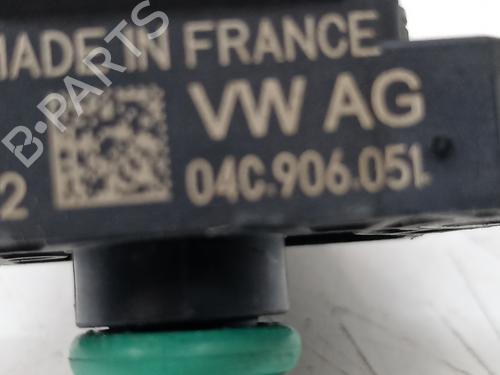 MADE IN FRANCE
VW AG
2
04C.906.051
B-PARTS